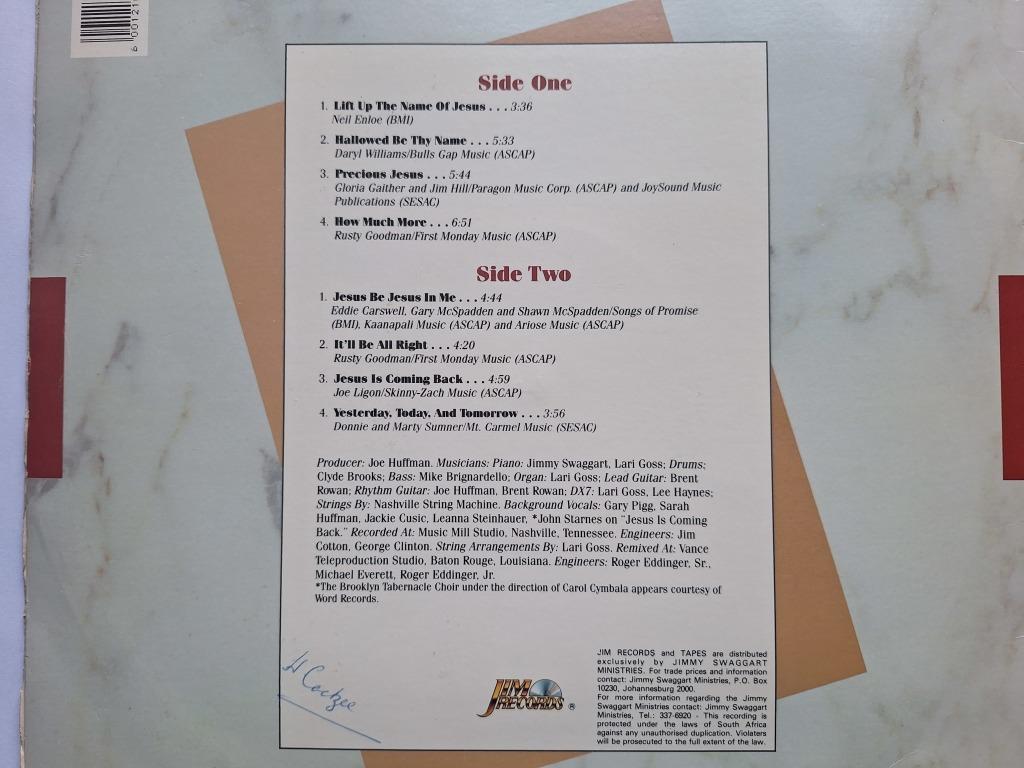 6 00121
Side One
1. Lift Up The Name Of Jesus . . . 3:36
Neil Enloe (BMI)
2. Hallowed Be Thy Name . . . 5:33
Daryl Williams/Bulls Gap Music (ASCAP)
3. Precious Jesus . . . 5:44
Gloria Gaither and Jim Hill/Paragon Music Corp. (ASCAP) and JoySound Music
Publications (SESAC)
4. How Much More . . . 6:51
Rusty Goodman/First Monday Music (ASCAP)
Side Two
1. Jesus Be Jesus In Me . . . 4:44
Eddie Carswell, Gary McSpadden and Shawn McSpadden/Songs of Promise
(BMI), Kaanapali Music (ASCAP) and Ariose Music (ASCAP)
2. It'll Be All Right . . . 4:20
Rusty Goodman/First Monday Music (ASCAP)
3. Jesus Is Coming Back . . . 4:59
Joe Ligon/Skinny-Zach Music (ASCAP)
4. Yesterday, Today, And Tomorrow . . . 3:56
Donnie and Marty Sumner/Mt. Carmel Music (SESAC)
Producer: Joe Huffman. Musicians: Piano: Jimmy Swaggart, Lari Goss; Drums:
Clyde Brooks; Bass: Mike Brignardello; Organ: Lari Goss; Lead Guitar: Brent
Rowan; Rhythm Guitar: Joe Huffman, Brent Rowan; DX7: Lari Goss, Lee Haynes;
Strings By: Nashville String Machine. Background Vocals: Gary Pigg, Sarah
Huffman, Jackie Cusic, Leanna Steinhauer, *John Starnes on "Jesus Is Coming
Back." Recorded At: Music Mill Studio, Nashville, Tennessee. Engineers: Jim
Cotton, George Clinton. String Arrangements By: Lari Goss. Remixed At: Vance
Teleproduction Studio, Baton Rouge, Louisiana. Engineers: Roger Eddinger, Sr.,
Michael Everett, Roger Eddinger, Jr.
*The Brooklyn Tabernacle Choir under the direction of Carol Cymbala appears courtesy of
Word Records.
H Coetzee
JIM
RECORDS ®
JIM RECORDS and TAPES are distributed
exclusively by JIMMY SWAGGART
MINISTRIES. For trade prices and information
contact: Jimmy Swaggart Ministries, P.O. Box
10230, Johannesburg 2000.
For more information regarding the Jimmy
Swaggart Ministries contact: Jimmy Swaggart
Ministries, Tel.: 337-6920 - This recording is
protected under the laws of South Africa
against any unauthorised duplication. Violaters
will be prosecuted to the full extent of the law.